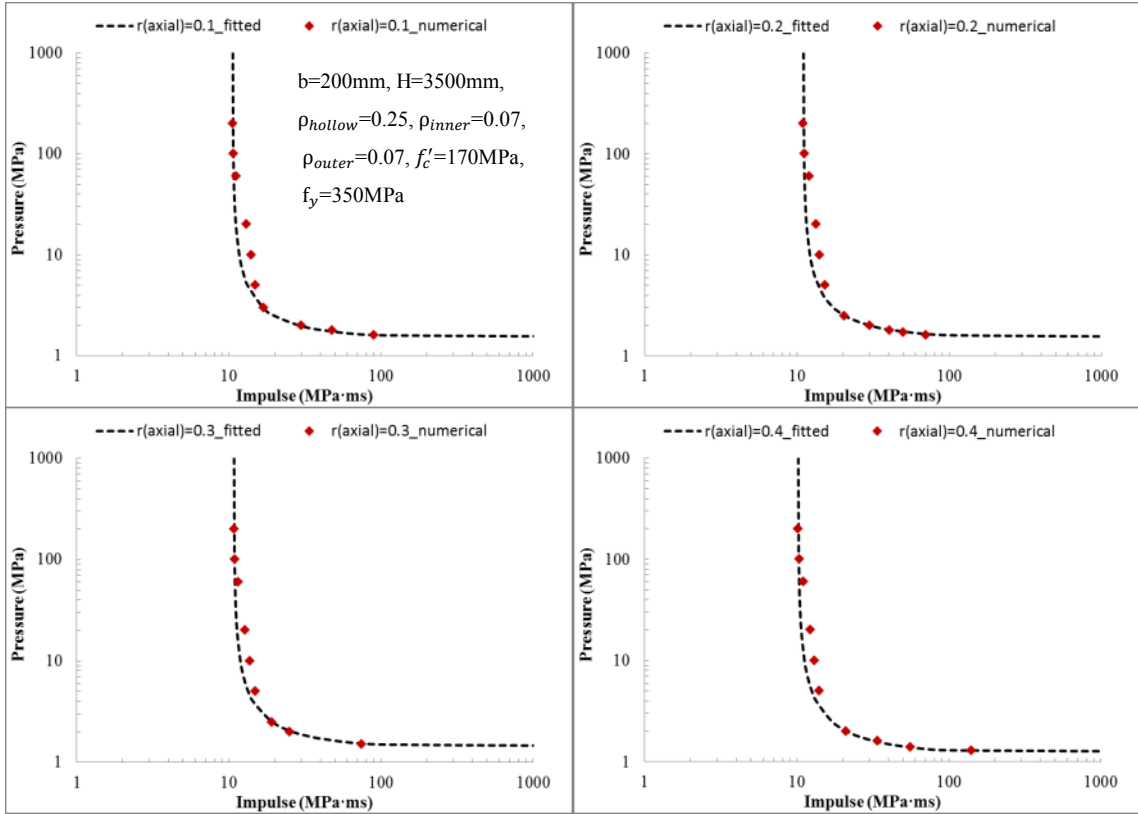 r(axial)=0.1_fitted r(axial)=0.1_numerical
1000
100
10
1
Pressure (MPa)
b=200mm, H=3500mm,
ρhollow=0.25, ρinner=0.07,
ρouter=0.07, f′c=170MPa,
fy=350MPa
1 10 100 1000
Impulse (MPa·ms)
r(axial)=0.2_fitted r(axial)=0.2_numerical
1000
100
10
1
Pressure (MPa)
1 10 100 1000
Impulse (MPa·ms)
r(axial)=0.3_fitted r(axial)=0.3_numerical
1000
100
10
1
Pressure (MPa)
1 10 100 1000
Impulse (MPa·ms)
r(axial)=0.4_fitted r(axial)=0.4_numerical
1000
100
10
1
Pressure (MPa)
1 10 100 1000
Impulse (MPa·ms)